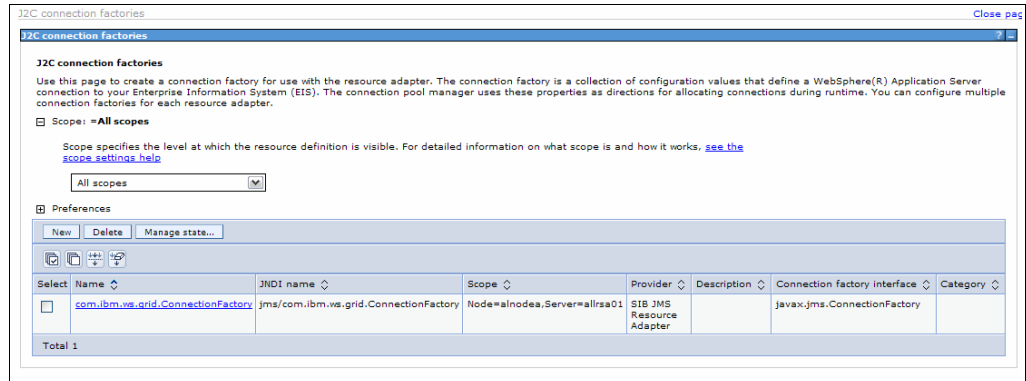 J2C connection factories
Close pag
J2C connection factories
? _
J2C connection factories
Use this page to create a connection factory for use with the resource adapter. The connection factory is a collection of configuration values that define a WebSphere(R) Application Server
connection to your Enterprise Information System (EIS). The connection pool manager uses these properties as directions for allocating connections during runtime. You can configure multiple
connection factories for each resource adapter.
Scope: =All scopes
Scope specifies the level at which the resource definition is visible. For detailed information on what scope is and how it works, see the
scope settings help
All scopes
Preferences
New Delete Manage state...
Select Name JNDI name Scope Provider Description Connection factory interface Category
com.ibm.ws.grid.ConnectionFactory jms/com.ibm.ws.grid.ConnectionFactory Node=alnodea,Server=allrsa01 SIB JMS javax.jms.ConnectionFactory
Resource
Adapter
Total 1